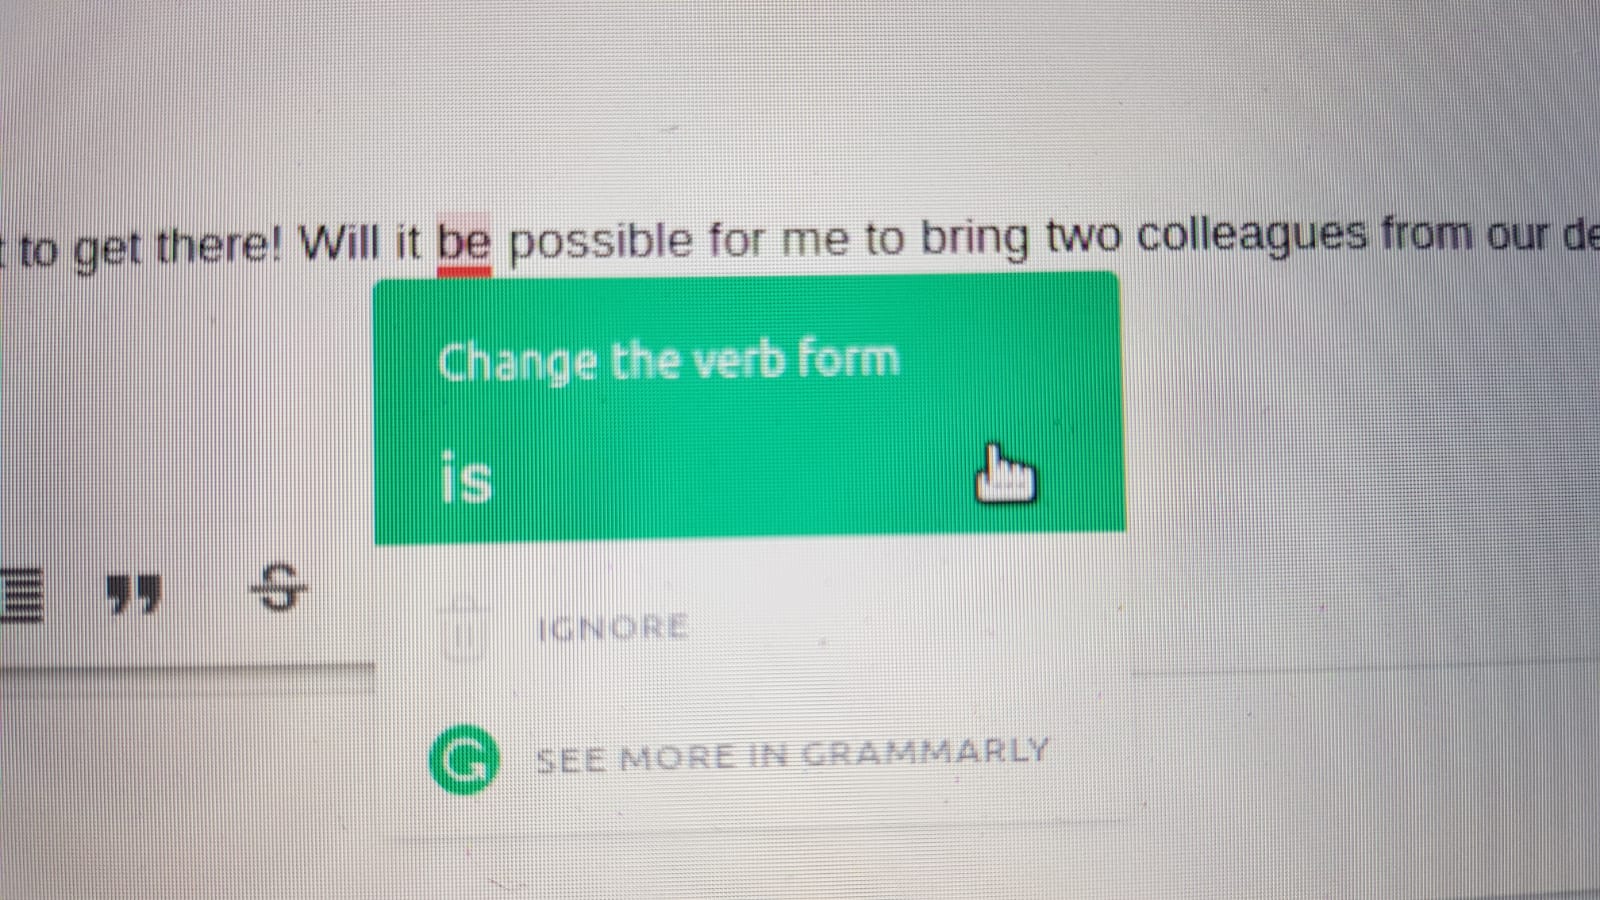 to get there! Will it be possible for me to bring two colleagues from our
Change the verb form
is
IGNORE
SEE MORE IN GRAMMARLY